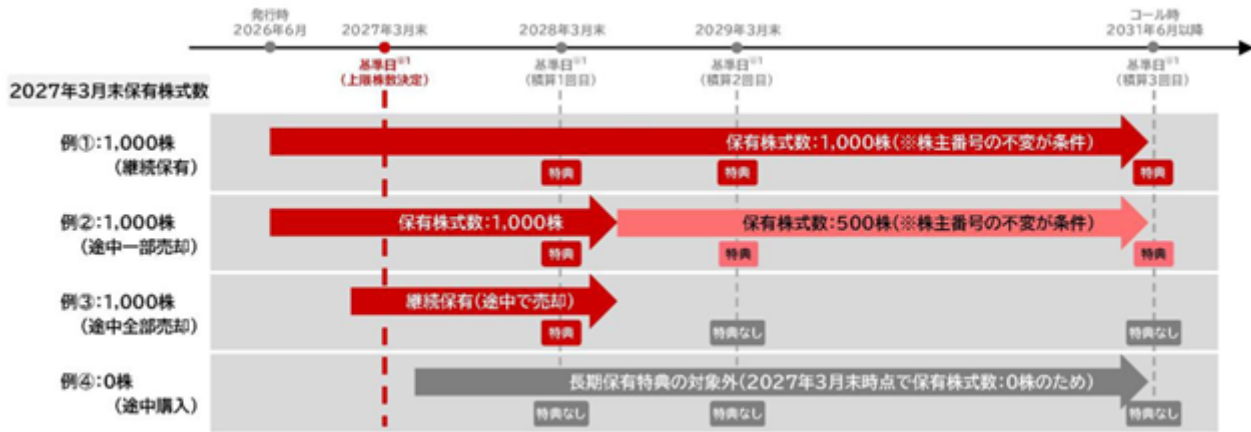 発行時
2026年6月
2027年3月末
2028年3月末
2029年3月末
コール時
2031年6月以降
基準日※1
(上限株数決定)
基準日※1
(積算1回目)
基準日※1
(積算2回目)
基準日※1
(積算3回目)
2027年3月末保有株式数
例①:1,000株
(継続保有)
保有株式数:1,000株(※株主番号の不変が条件)
特典
特典
特典
例②:1,000株
(途中一部売却)
保有株式数:1,000株
保有株式数:500株(※株主番号の不変が条件)
特典
特典
特典
例③:1,000株
(途中全部売却)
継続保有(途中で売却)
特典
特典なし
特典なし
例④:0株
(途中購入)
長期保有特典の対象外(2027年3月末時点で保有株式数:0株のため)
特典なし
特典なし
特典なし